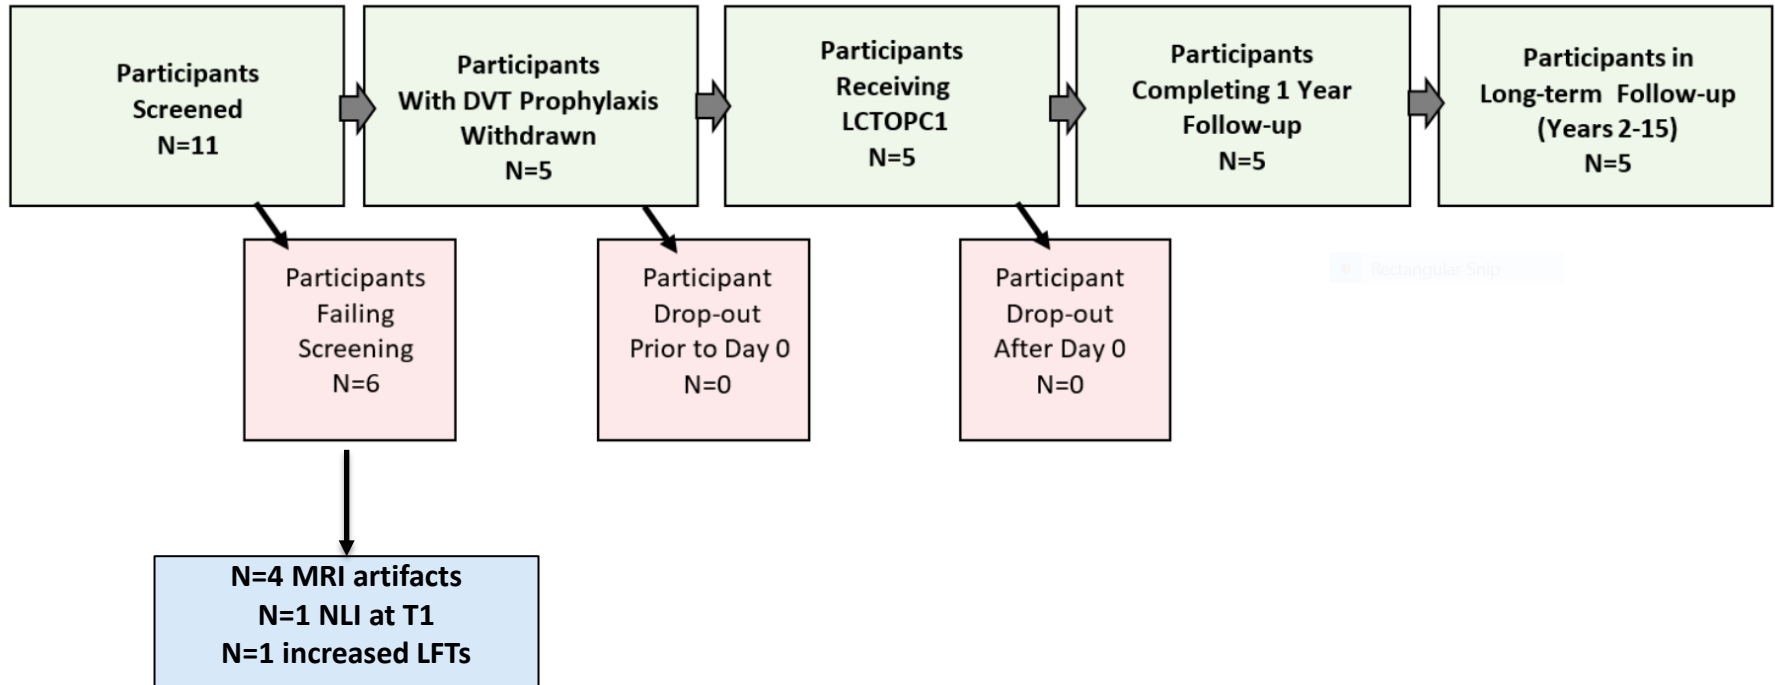 Participants
Screened
N=11
Participants
With DVT Prophylaxis
Withdrawn
N=5
Participants
Receiving
LCTOPC1
N=5
Participants
Completing 1 Year
Follow-up
N=5
Participants in
Long-term Follow-up
(Years 2-15)
N=5
Participants
Failing
Screening
N=6
Participant
Drop-out
Prior to Day 0
N=0
Participant
Drop-out
After Day 0
N=0
Rectangular Snip
N=4 MRI artifacts
N=1 NLI at T1
N=1 increased LFTs